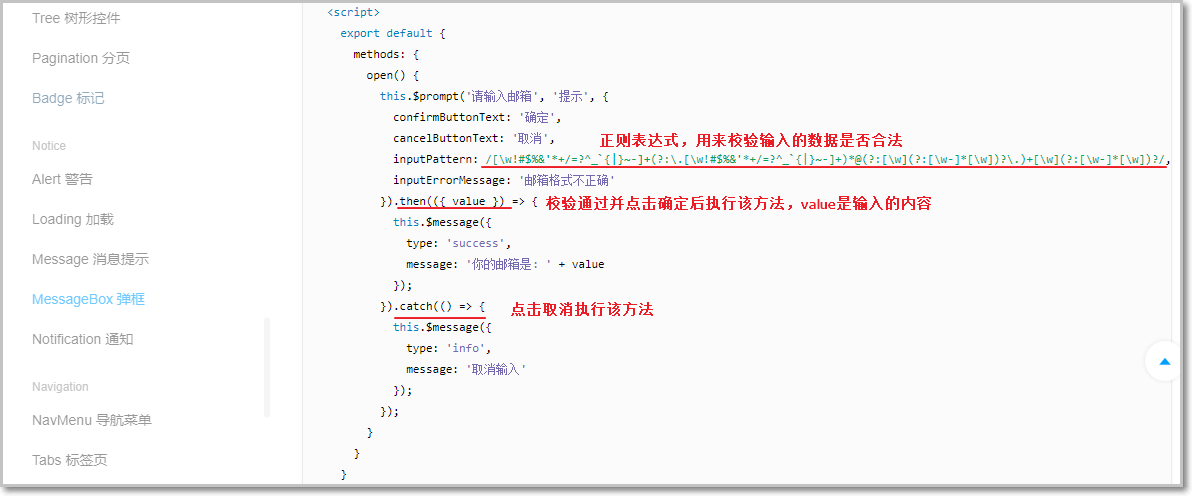 Tree 树形控件
Pagination 分页
Badge 标记
Notice
Alert 警告
Loading 加载
Message 消息提示
MessageBox 弹框
Notification 通知
Navigation
NavMenu 导航菜单
Tabs 标签页
<script>
export default {
methods: {
open() {
this.$prompt('请输入邮箱', '提示', {
confirmButtonText: '确定',
cancelButtonText: '取消',
正则表达式，用来校验输入的数据是否合法
inputPattern: /[\w!#$%&'*+/=?^_`{|}~-]+(?:\.[\w!#$%&'*+/=?^_`{|}~-]+)*@(?:[\w](?:[\w-]*[\w])?\.)+[\w](?:[\w-]*[\w])?/,
inputErrorMessage: '邮箱格式不正确'
}).then(({ value }) => { 校验通过并点击确定后执行该方法，value是输入的内容
this.$message({
type: 'success',
message: '你的邮箱是: ' + value
});
}).catch(() => { 点击取消执行该方法
this.$message({
type: 'info',
message: '取消输入'
});
});
}
}
}